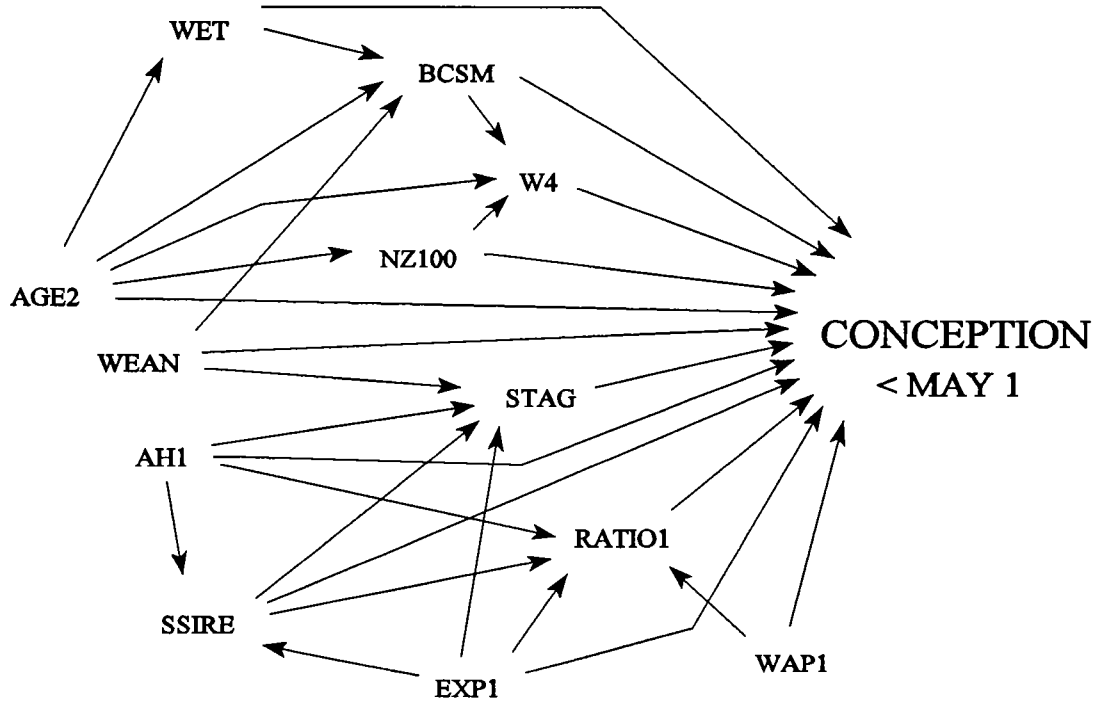 WET
BCSM
W4
NZ100
AGE2
CONCEPTION
< MAY 1
WEAN
STAG
AH1
RATIO1
SSIRE
WAP1
EXP1